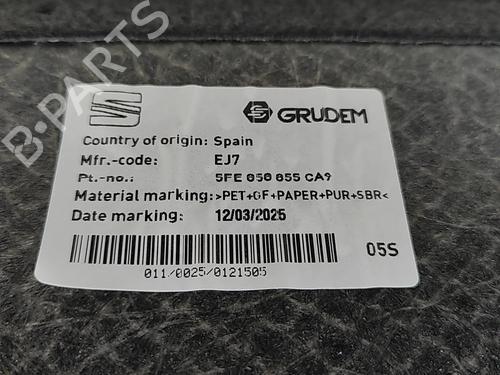 B-PARTS
GRUDEM
Country of origin: Spain
Mfr.-code: EJ7
Pt.-no.: 5FE 858 855 CA9
Material marking: >PET+GF+PAPER+PUR+SBR<
Date marking: 12/03/2025
05S
011/0025/0121505